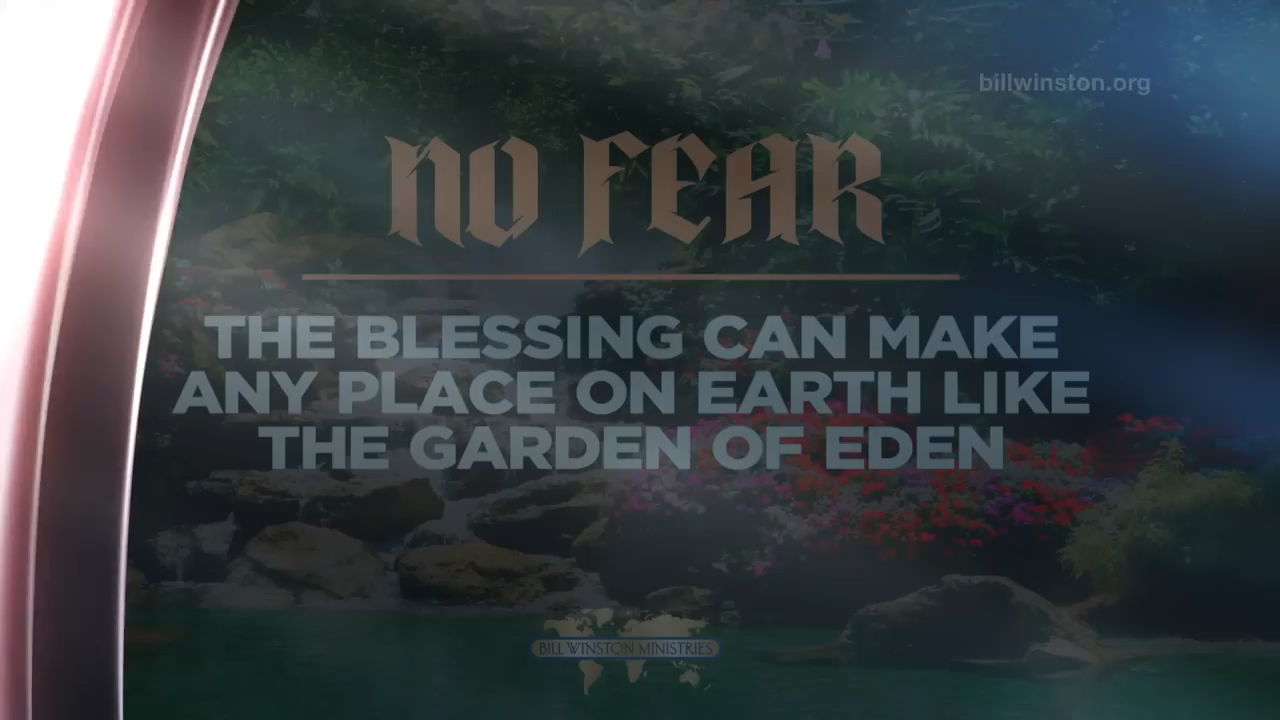 billwinston.org
NO FEAR
THE BLESSING CAN MAKE
ANY PLACE ON EARTH LIKE
THE GARDEN OF EDEN
BILL WINSTON MINISTRIES